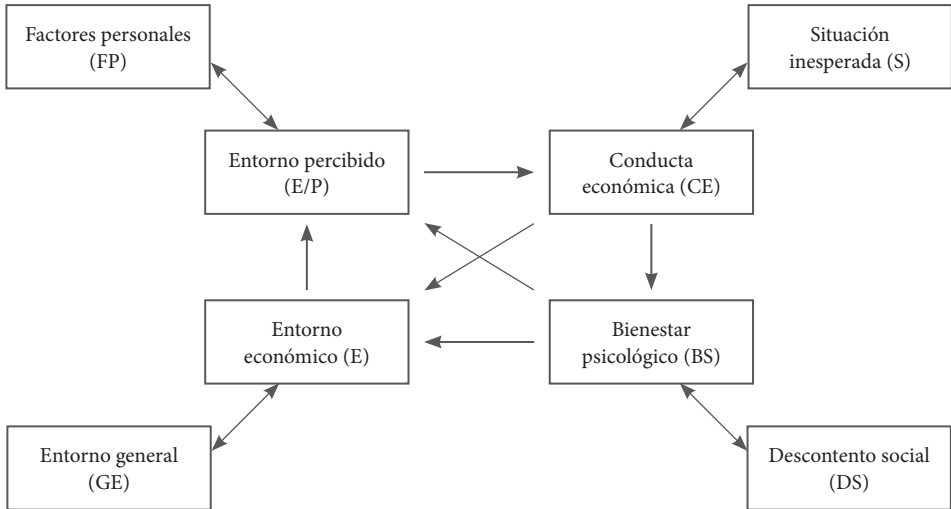 Factores personales
(FP)
Situación
inesperada (S)
Entorno percibido
(E/P)
Conducta
económica (CE)
Entorno
económico (E)
Bienestar
psicológico (BS)
Entorno general
(GE)
Descontento social
(DS)